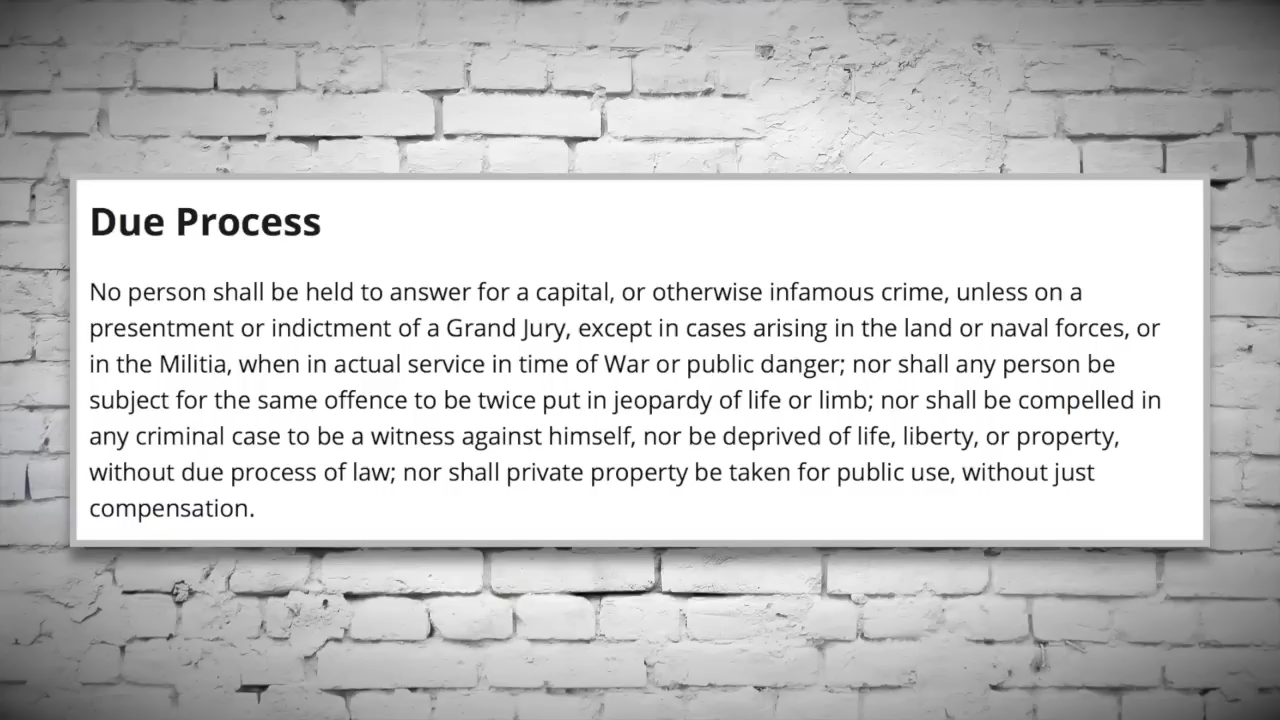 Due Process
No person shall be held to answer for a capital, or otherwise infamous crime, unless on a
presentment or indictment of a Grand Jury, except in cases arising in the land or naval forces, or
in the Militia, when in actual service in time of War or public danger; nor shall any person be
subject for the same offence to be twice put in jeopardy of life or limb; nor shall be compelled in
any criminal case to be a witness against himself, nor be deprived of life, liberty, or property,
without due process of law; nor shall private property be taken for public use, without just
compensation.